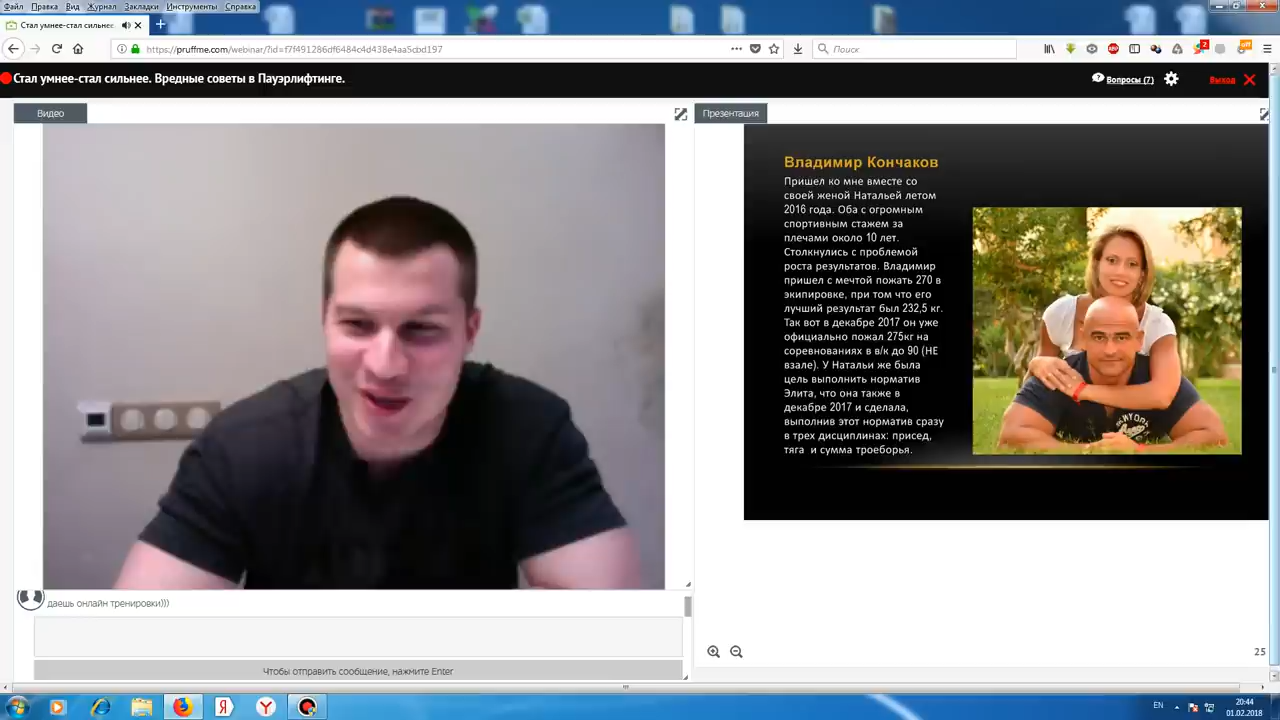 Файл Правка Вид Журнал Закладки Инструменты Справка
Стал умнее-стал сильнее.
https://pruffme.com/webinar/?id=f7f491286df6484c4d438e4aa5cbd197
Поиск
2
off
Стал умнее-стал сильнее. Вредные советы в Пауэрлифтинге.
Вопросы (7)
Выход
Видео
Презентация
Владимир Кончаков
Пришел ко мне вместе со
своей женой Натальей летом
2016 года. Оба с огромным
спортивным стажем за
плечами около 10 лет.
Столкнулись с проблемой
роста результатов. Владимир
пришел с мечтой пожать 270 в
экипировке, при том что его
лучший результат был 232,5 кг.
Так вот в декабре 2017 он уже
официально пожал 275кг на
соревнованиях в в/к до 90 (НЕ
взале). У Натальи же была
цель выполнить норматив
Элита, что она также в
декабре 2017 и сделала,
выполнив этот норматив сразу
в трех дисциплинах: присед,
тяга и сумма троеборья.
даешь онлайн тренировки)))
Чтобы отправить сообщение, нажмите Enter
25
EN
20:44
01.02.2018